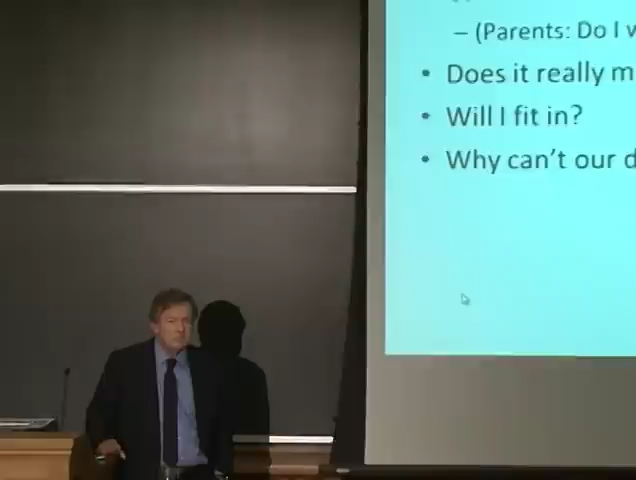 – (Parents: Do I
• Does it really
• Will I fit in?
• Why can't our